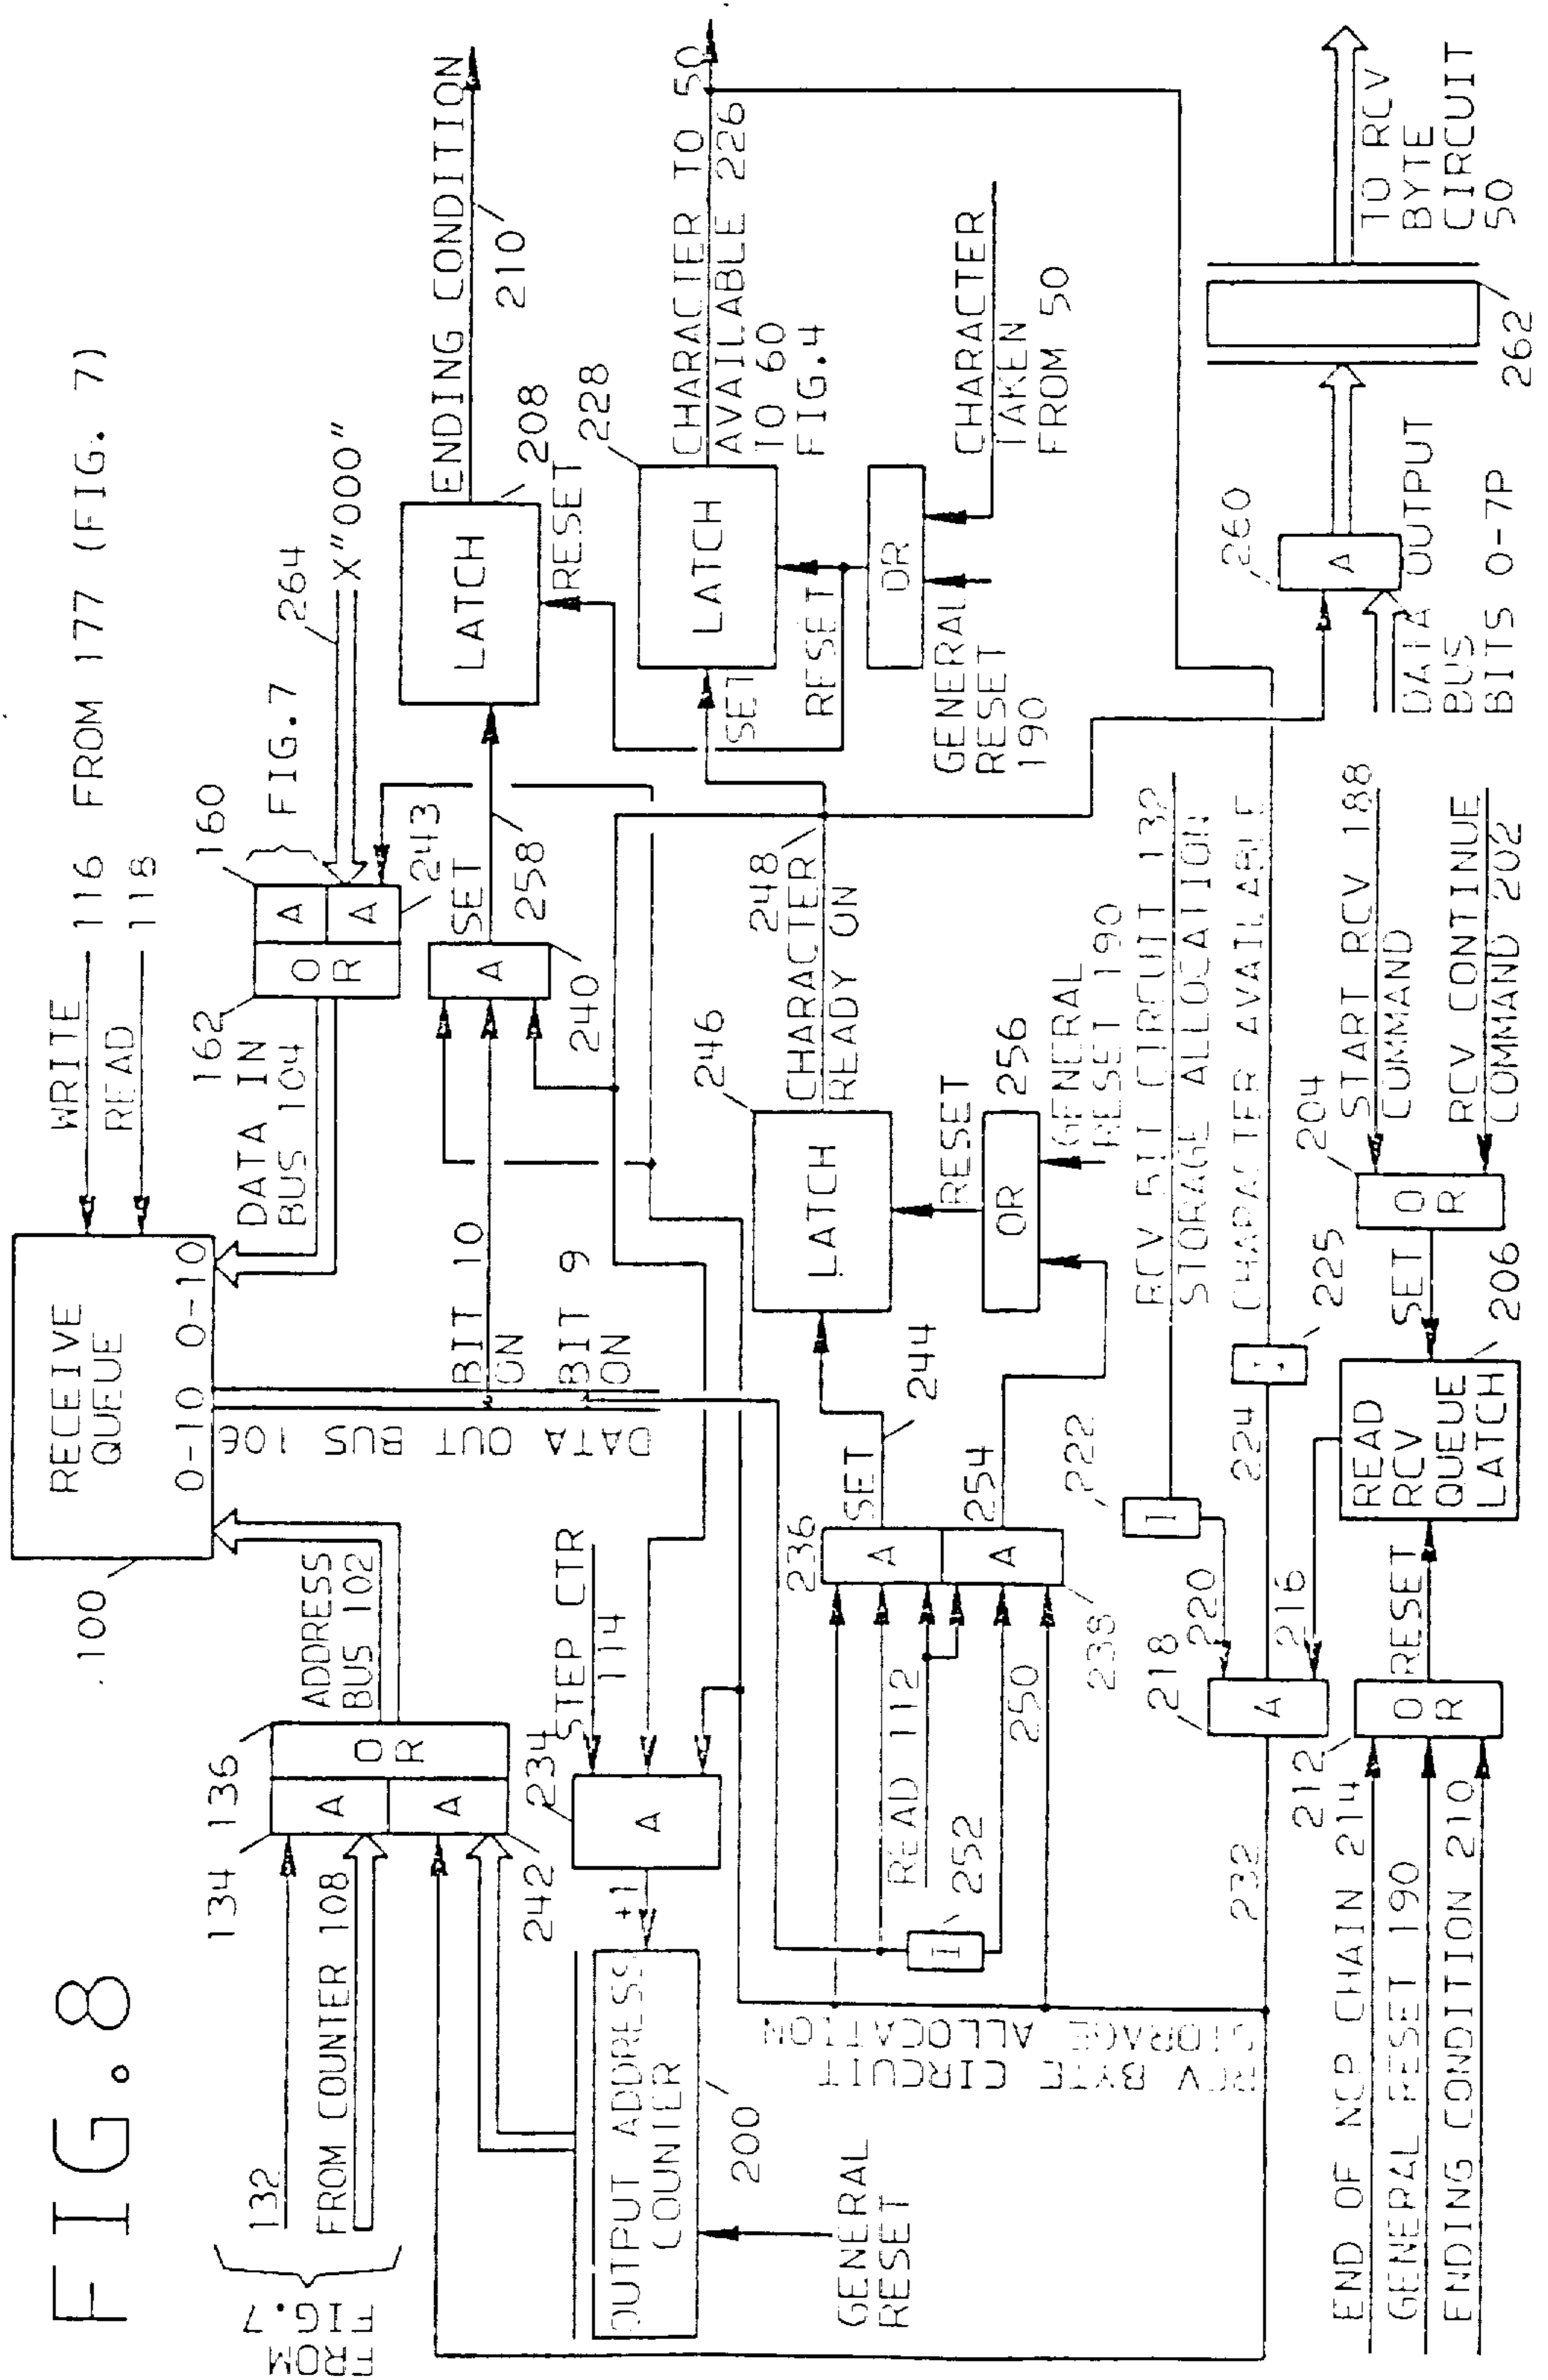 FIG.8
WRITE
116 FROM 177 (FIG. 7)
READ
118
RECEIVE
QUEUE
0-10 0-10
100
ADDRESS
BUS 102
DATA OUT BUS 106
DATA IN
BUS 104
162
160
O
R
A
A
FIG.7
264
X"000"
243
FROM
FIG.7
132
FROM COUNTER 108
134
136
A
A
O
R
242
234
STEP CTR
114
A
+1
OUTPUT ADDRESS
COUNTER
200
GENERAL
RESET
BIT 10
ON
BIT 9
ON
A
SET
258
240
LATCH
208
RESET
ENDING CONDITION
210
LATCH
228
SET
RESET
CHARACTER TO 50
AVAILABLE 226
TO 60
FIG.4
OR
GENERAL
RESET
190
CHARACTER
TAKEN
FROM 50
236
A
A
SET
244
254
238
READ 112
250
252
I
LATCH
246
CHARACTER
READY ON
248
RESET
OR
256
GENERAL
RESET 190
RCV BYTE CIRCUIT
STORAGE ALLOCATION
222
I
220
RCV BIT CIRCUIT 132
STORAGE ALLOCATION
CHARACTER AVAILABLE
218
A
216
224
225
232
A
260
DATA OUTPUT
BUS
BITS 0-7P
262
TO RCV
BYTE
CIRCUIT
50
END OF NCP CHAIN 214
GENERAL RESET 190
ENDING CONDITION 210
212
O
R
RESET
READ
RCV
QUEUE
LATCH
206
SET
O
R
204
START RCV 188
COMMAND
RCV CONTINUE
COMMAND 202